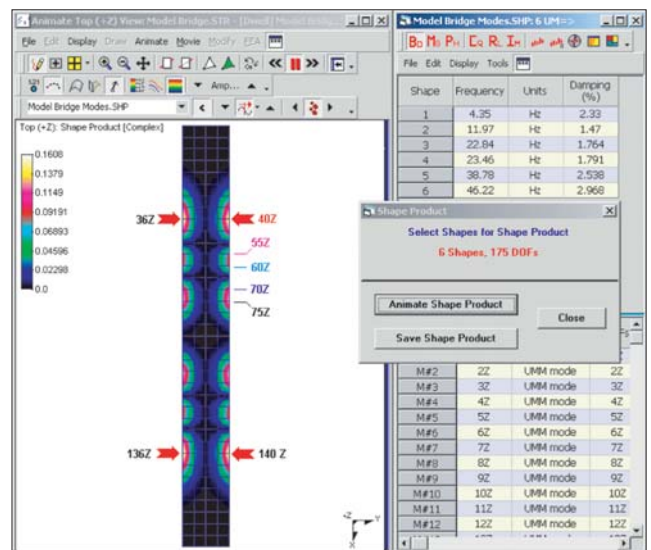 Animate Top (+Z) View: Model Bridge.STR - [Dwell] Model Bridge
File Edit Display Draw Animate Movie Modify FEA
Amp...
Model Bridge Modes.SHP
Top (+Z): Shape Product [Complex]
0.1608
0.1379
0.1149
0.09191
0.06893
0.04596
0.02298
0.0
36Z
40Z
55Z
60Z
70Z
75Z
136Z
140 Z
-Z
Y
X
Model Bridge Modes.SHP: 6 UM=>
Bo Mo PH EQ RL IM
File Edit Display Tools
Shape Frequency Units Damping (%)
1 4.35 Hz 2.33
2 11.97 Hz 1.47
3 22.84 Hz 1.764
4 23.46 Hz 1.791
5 38.78 Hz 2.538
6 46.22 Hz 2.968
Shape Product
Select Shapes for Shape Product
6 Shapes, 175 DOFs
Animate Shape Product
Close
Save Shape Product
M#2 2Z UMM mode 2Z
M#3 3Z UMM mode 3Z
M#4 4Z UMM mode 4Z
M#5 5Z UMM mode 5Z
M#6 6Z UMM mode 6Z
M#7 7Z UMM mode 7Z
M#8 8Z UMM mode 8Z
M#9 9Z UMM mode 9Z
M#10 10Z UMM mode 10Z
M#11 11Z UMM mode 11Z
M#12 12Z UMM mode 12Z